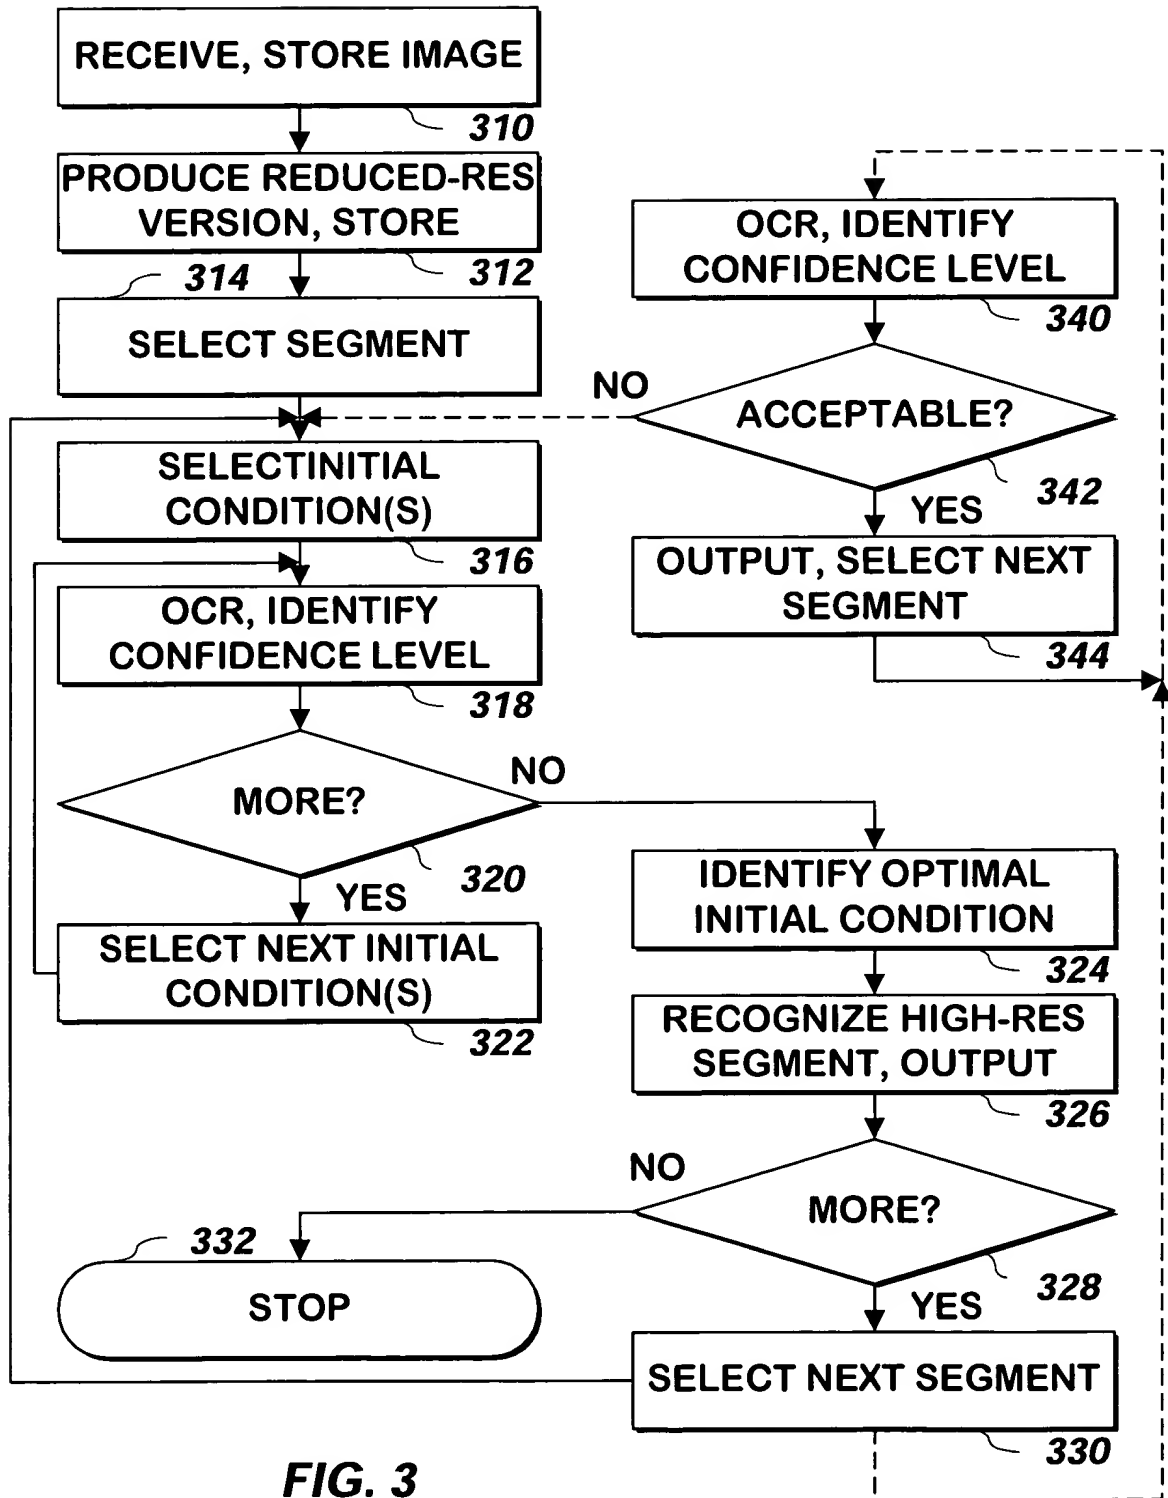 RECEIVE, STORE IMAGE
310
PRODUCE REDUCED-RES
VERSION, STORE
312
314
SELECT SEGMENT
SELECTINITIAL
CONDITION(S)
316
OCR, IDENTIFY
CONFIDENCE LEVEL
318
MORE?
NO
320
YES
SELECT NEXT INITIAL
CONDITION(S)
322
OCR, IDENTIFY
CONFIDENCE LEVEL
340
NO
ACCEPTABLE?
342
YES
OUTPUT, SELECT NEXT
SEGMENT
344
IDENTIFY OPTIMAL
INITIAL CONDITION
324
RECOGNIZE HIGH-RES
SEGMENT, OUTPUT
326
NO
MORE?
328
YES
332
STOP
SELECT NEXT SEGMENT
330
FIG. 3